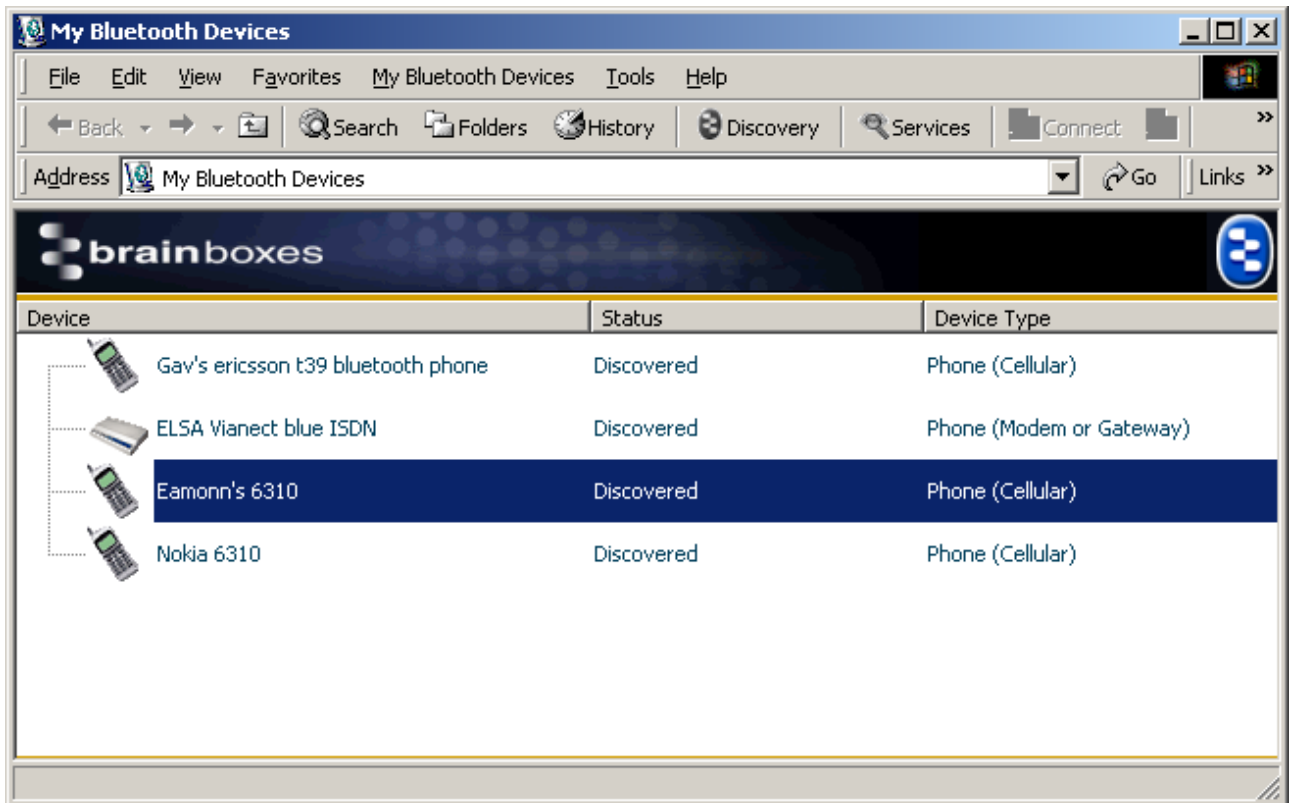 My Bluetooth Devices
File Edit View Favorites My Bluetooth Devices Tools Help
Back Search Folders History Discovery Services Connect »
Address My Bluetooth Devices Go Links »
brainboxes
Device Status Device Type
Gav's ericsson t39 bluetooth phone Discovered Phone (Cellular)
ELSA Vianect blue ISDN Discovered Phone (Modem or Gateway)
Eamonn's 6310 Discovered Phone (Cellular)
Nokia 6310 Discovered Phone (Cellular)